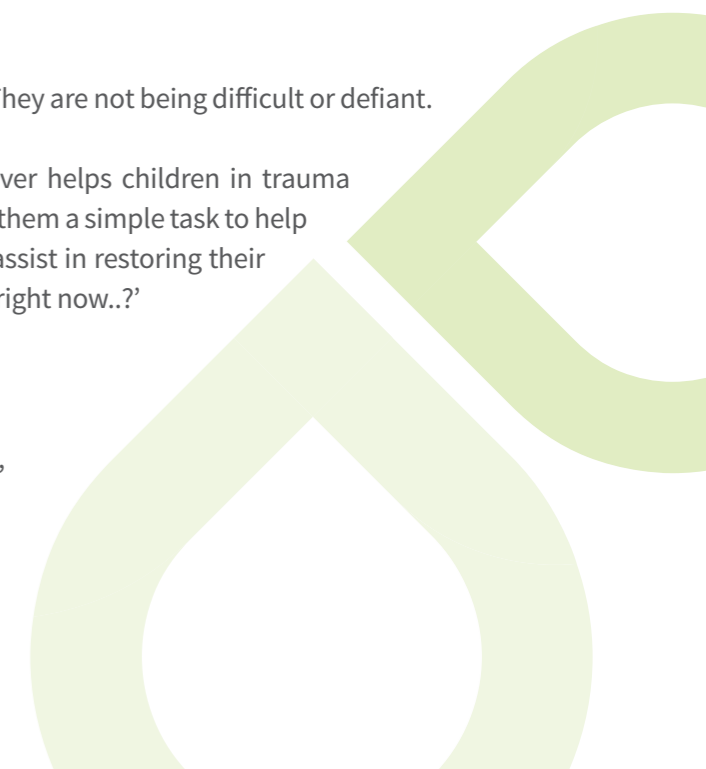 hey are not being difficult or defiant.
ver helps children in trauma
them a simple task to help
assist in restoring their
right now..?’
’